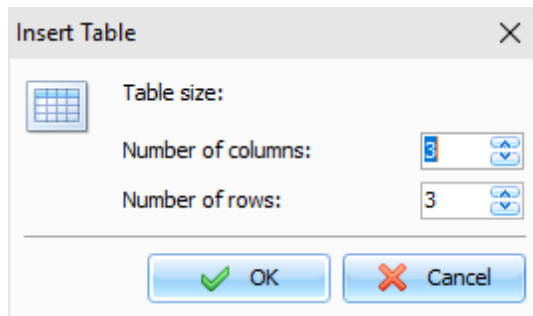 Insert Table
Table size:
Number of columns: 3
Number of rows: 3
OK Cancel